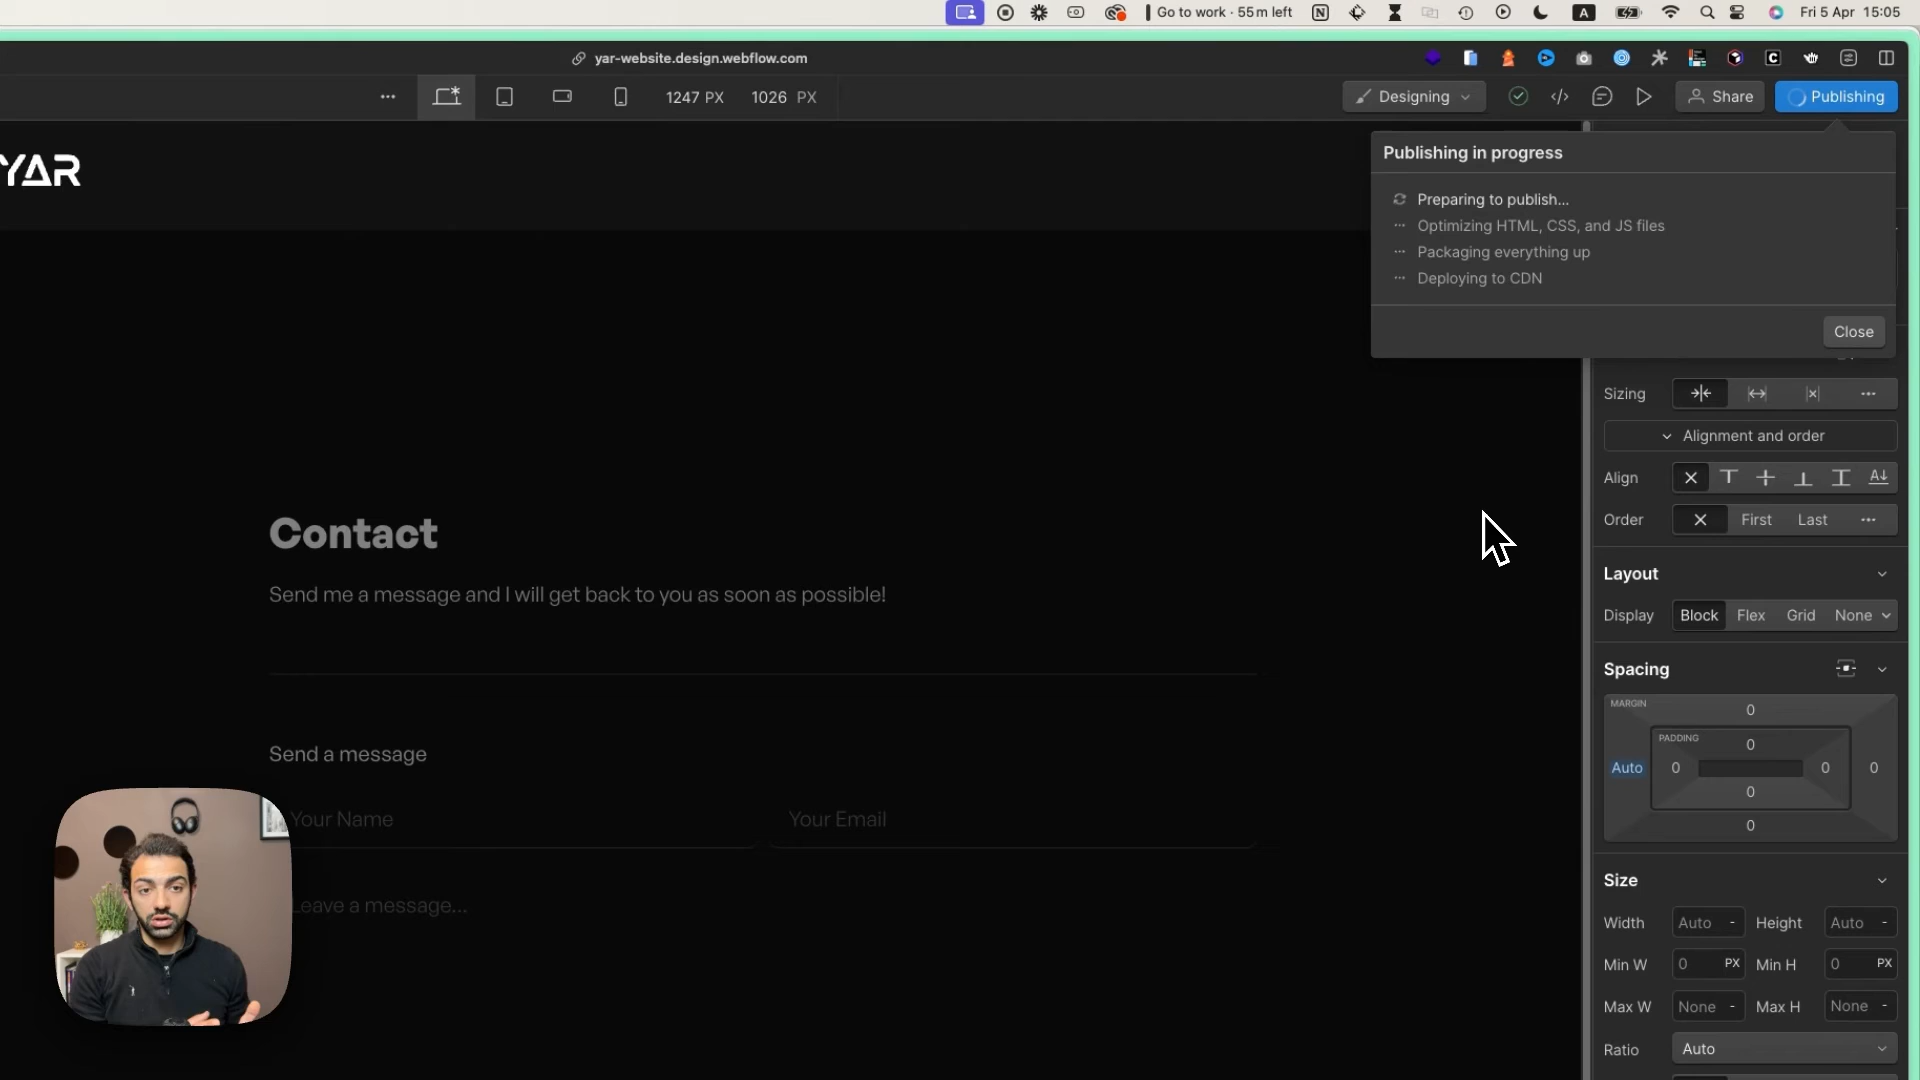 Go to work · 55 m left
A
Fri 5 Apr 15:05
yar-website.design.webflow.com
1247 PX 1026 PX
Designing
Share
Publishing
YAR
Publishing in progress
Preparing to publish...
Optimizing HTML, CSS, and JS files
Packaging everything up
Deploying to CDN
Close
Sizing
Alignment and order
Align
Order First Last
Layout
Display Block Flex Grid None
Spacing
MARGIN
0
PADDING
0
Auto 0 0 0
0
0
Size
Width Auto - Height Auto -
Min W 0 PX Min H 0 PX
Max W None - Max H None -
Ratio Auto
Contact
Send me a message and I will get back to you as soon as possible!
Send a message
Your Name
Your Email
Leave a message...